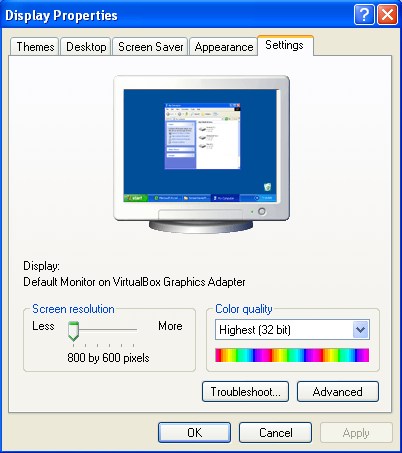 Display Properties
Themes Desktop Screen Saver Appearance Settings
start
Display:
Default Monitor on VirtualBox Graphics Adapter
Screen resolution
Less More
800 by 600 pixels
Color quality
Highest (32 bit)
Troubleshoot... Advanced
OK Cancel Apply